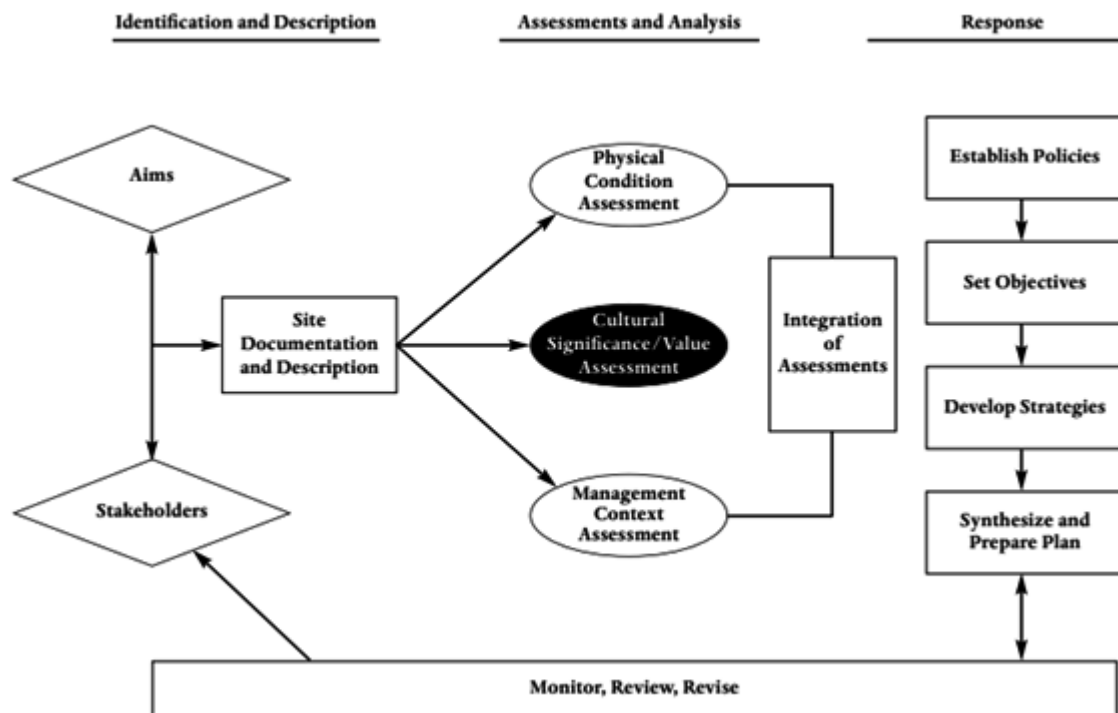 Identification and Description
Assessments and Analysis
Response
Aims
Stakeholders
Site
Documentation
and Description
Physical
Condition
Assessment
Cultural
Significance/Value
Assessment
Management
Context
Assessment
Integration
of
Assessments
Establish Policies
Set Objectives
Develop Strategies
Synthesize and
Prepare Plan
Monitor, Review, Revise